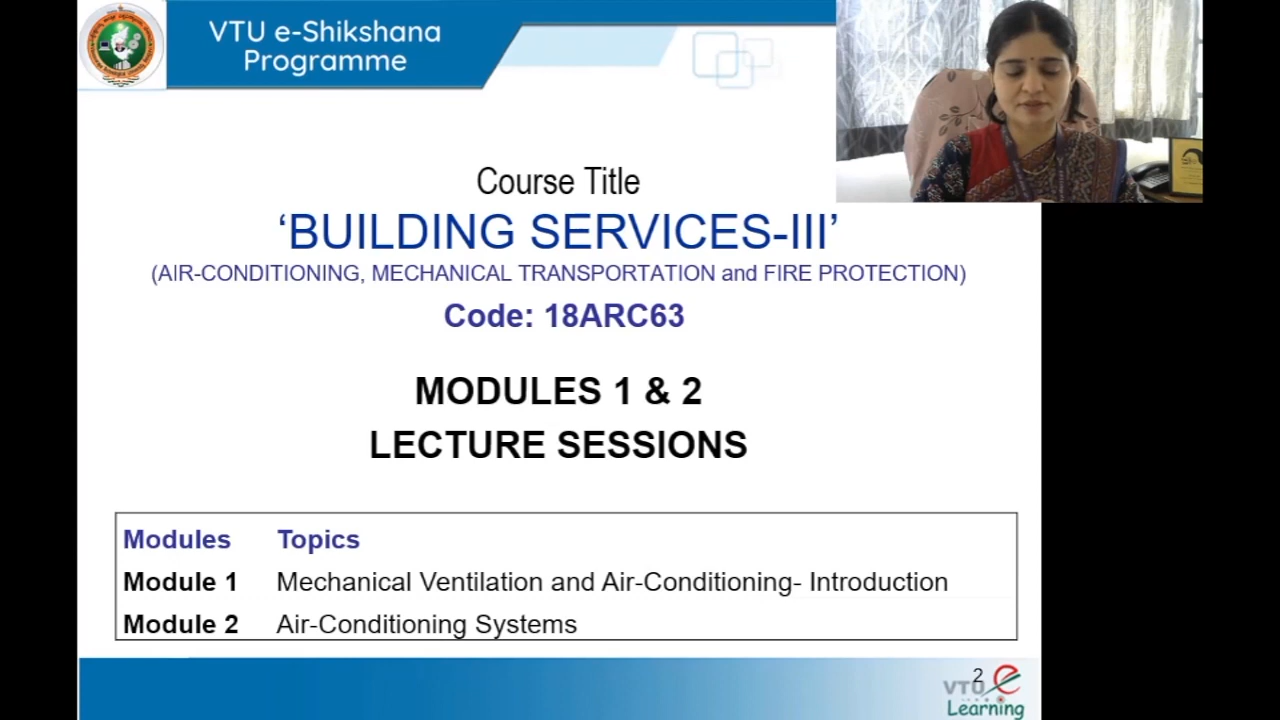 VTU e-Shikshana
Programme
Course Title
‘BUILDING SERVICES-III’
(AIR-CONDITIONING, MECHANICAL TRANSPORTATION and FIRE PROTECTION)
Code: 18ARC63
MODULES 1 & 2
LECTURE SESSIONS
Modules Topics
Module 1 Mechanical Ventilation and Air-Conditioning- Introduction
Module 2 Air-Conditioning Systems
2
VTU e
Learning